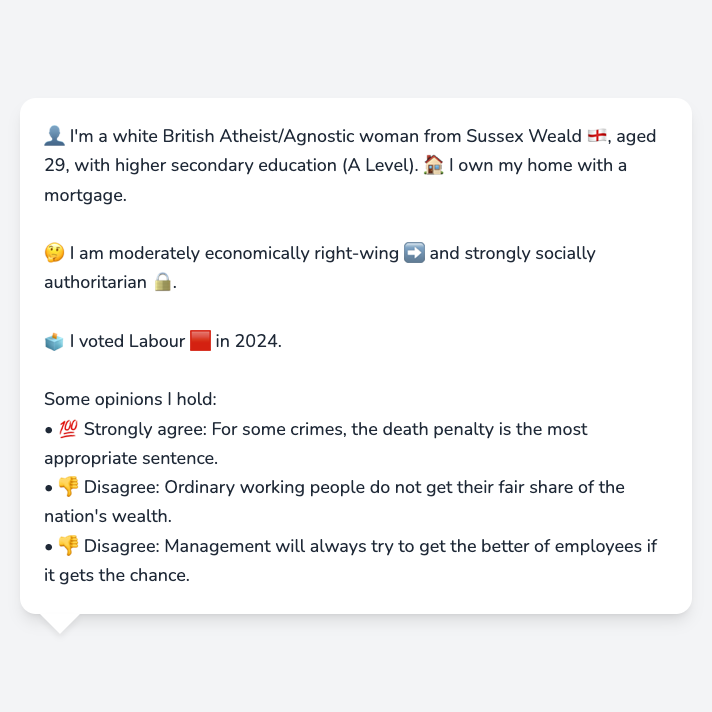 👤 I'm a white British Atheist/Agnostic woman from Sussex Weald 🏴󠁧󠁢󠁥󠁮󠁧󠁿, aged
29, with higher secondary education (A Level). 🏠 I own my home with a
mortgage.
🤔 I am moderately economically right-wing ➡️ and strongly socially
authoritarian 🔒.
🗳️ I voted Labour 🟥 in 2024.
Some opinions I hold:
• 💯 Strongly agree: For some crimes, the death penalty is the most
appropriate sentence.
• 👎 Disagree: Ordinary working people do not get their fair share of the
nation's wealth.
• 👎 Disagree: Management will always try to get the better of employees if
it gets the chance.